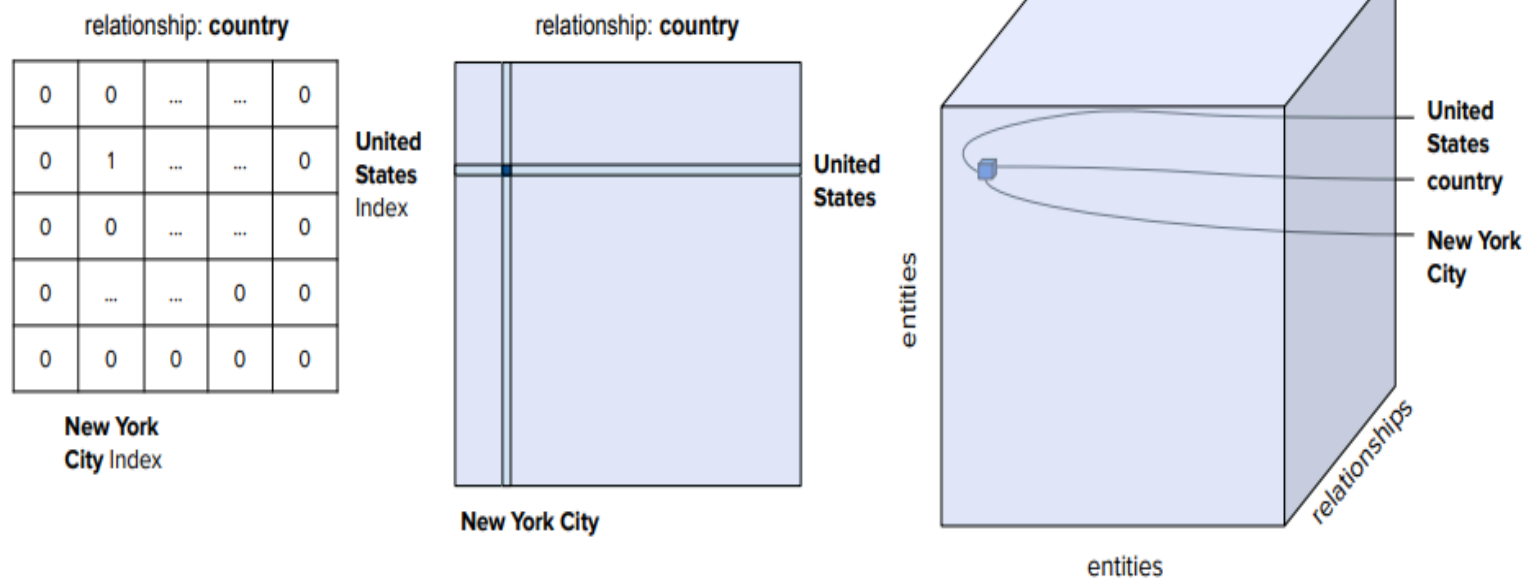 relationship: country
0 0 ... ... 0
0 1 ... ... 0
0 0 ... ... 0
0 ... ... 0 0
0 0 0 0 0
United
States
Index
New York
City Index
relationship: country
United
States
New York City
entities
entities
relationships
United
States
country
New York
City